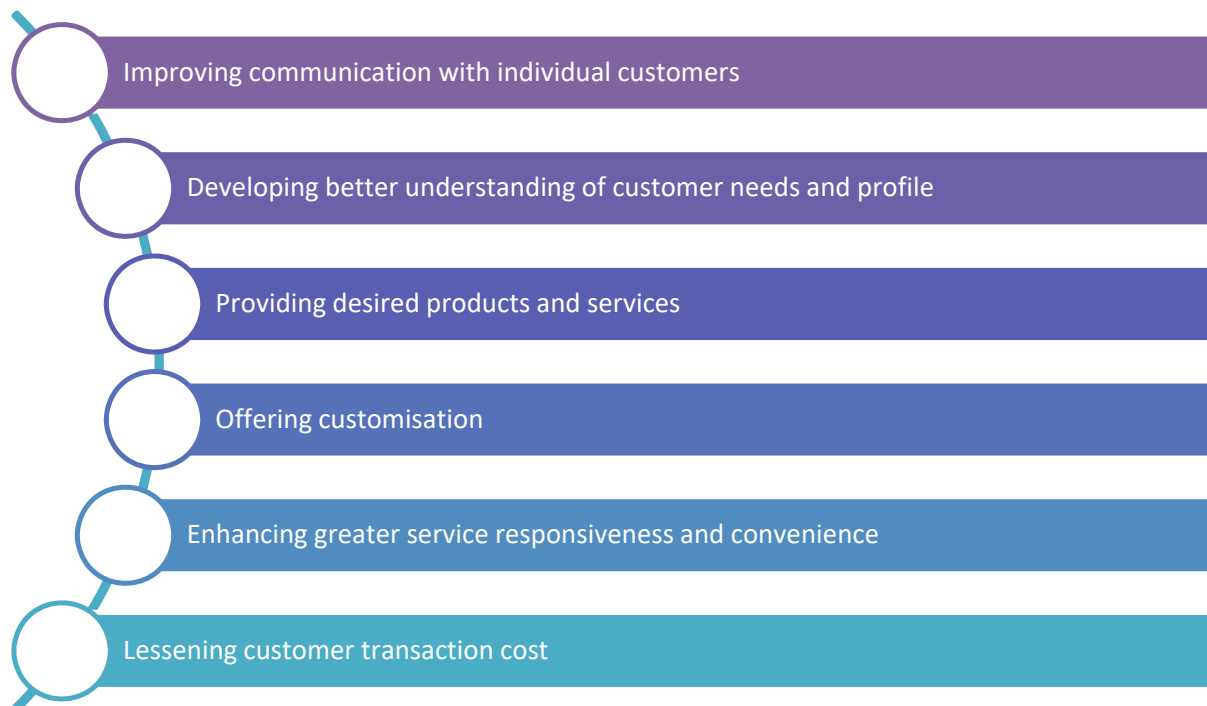 Improving communication with individual customers
Developing better understanding of customer needs and profile
Providing desired products and services
Offering customisation
Enhancing greater service responsiveness and convenience
Lessening customer transaction cost